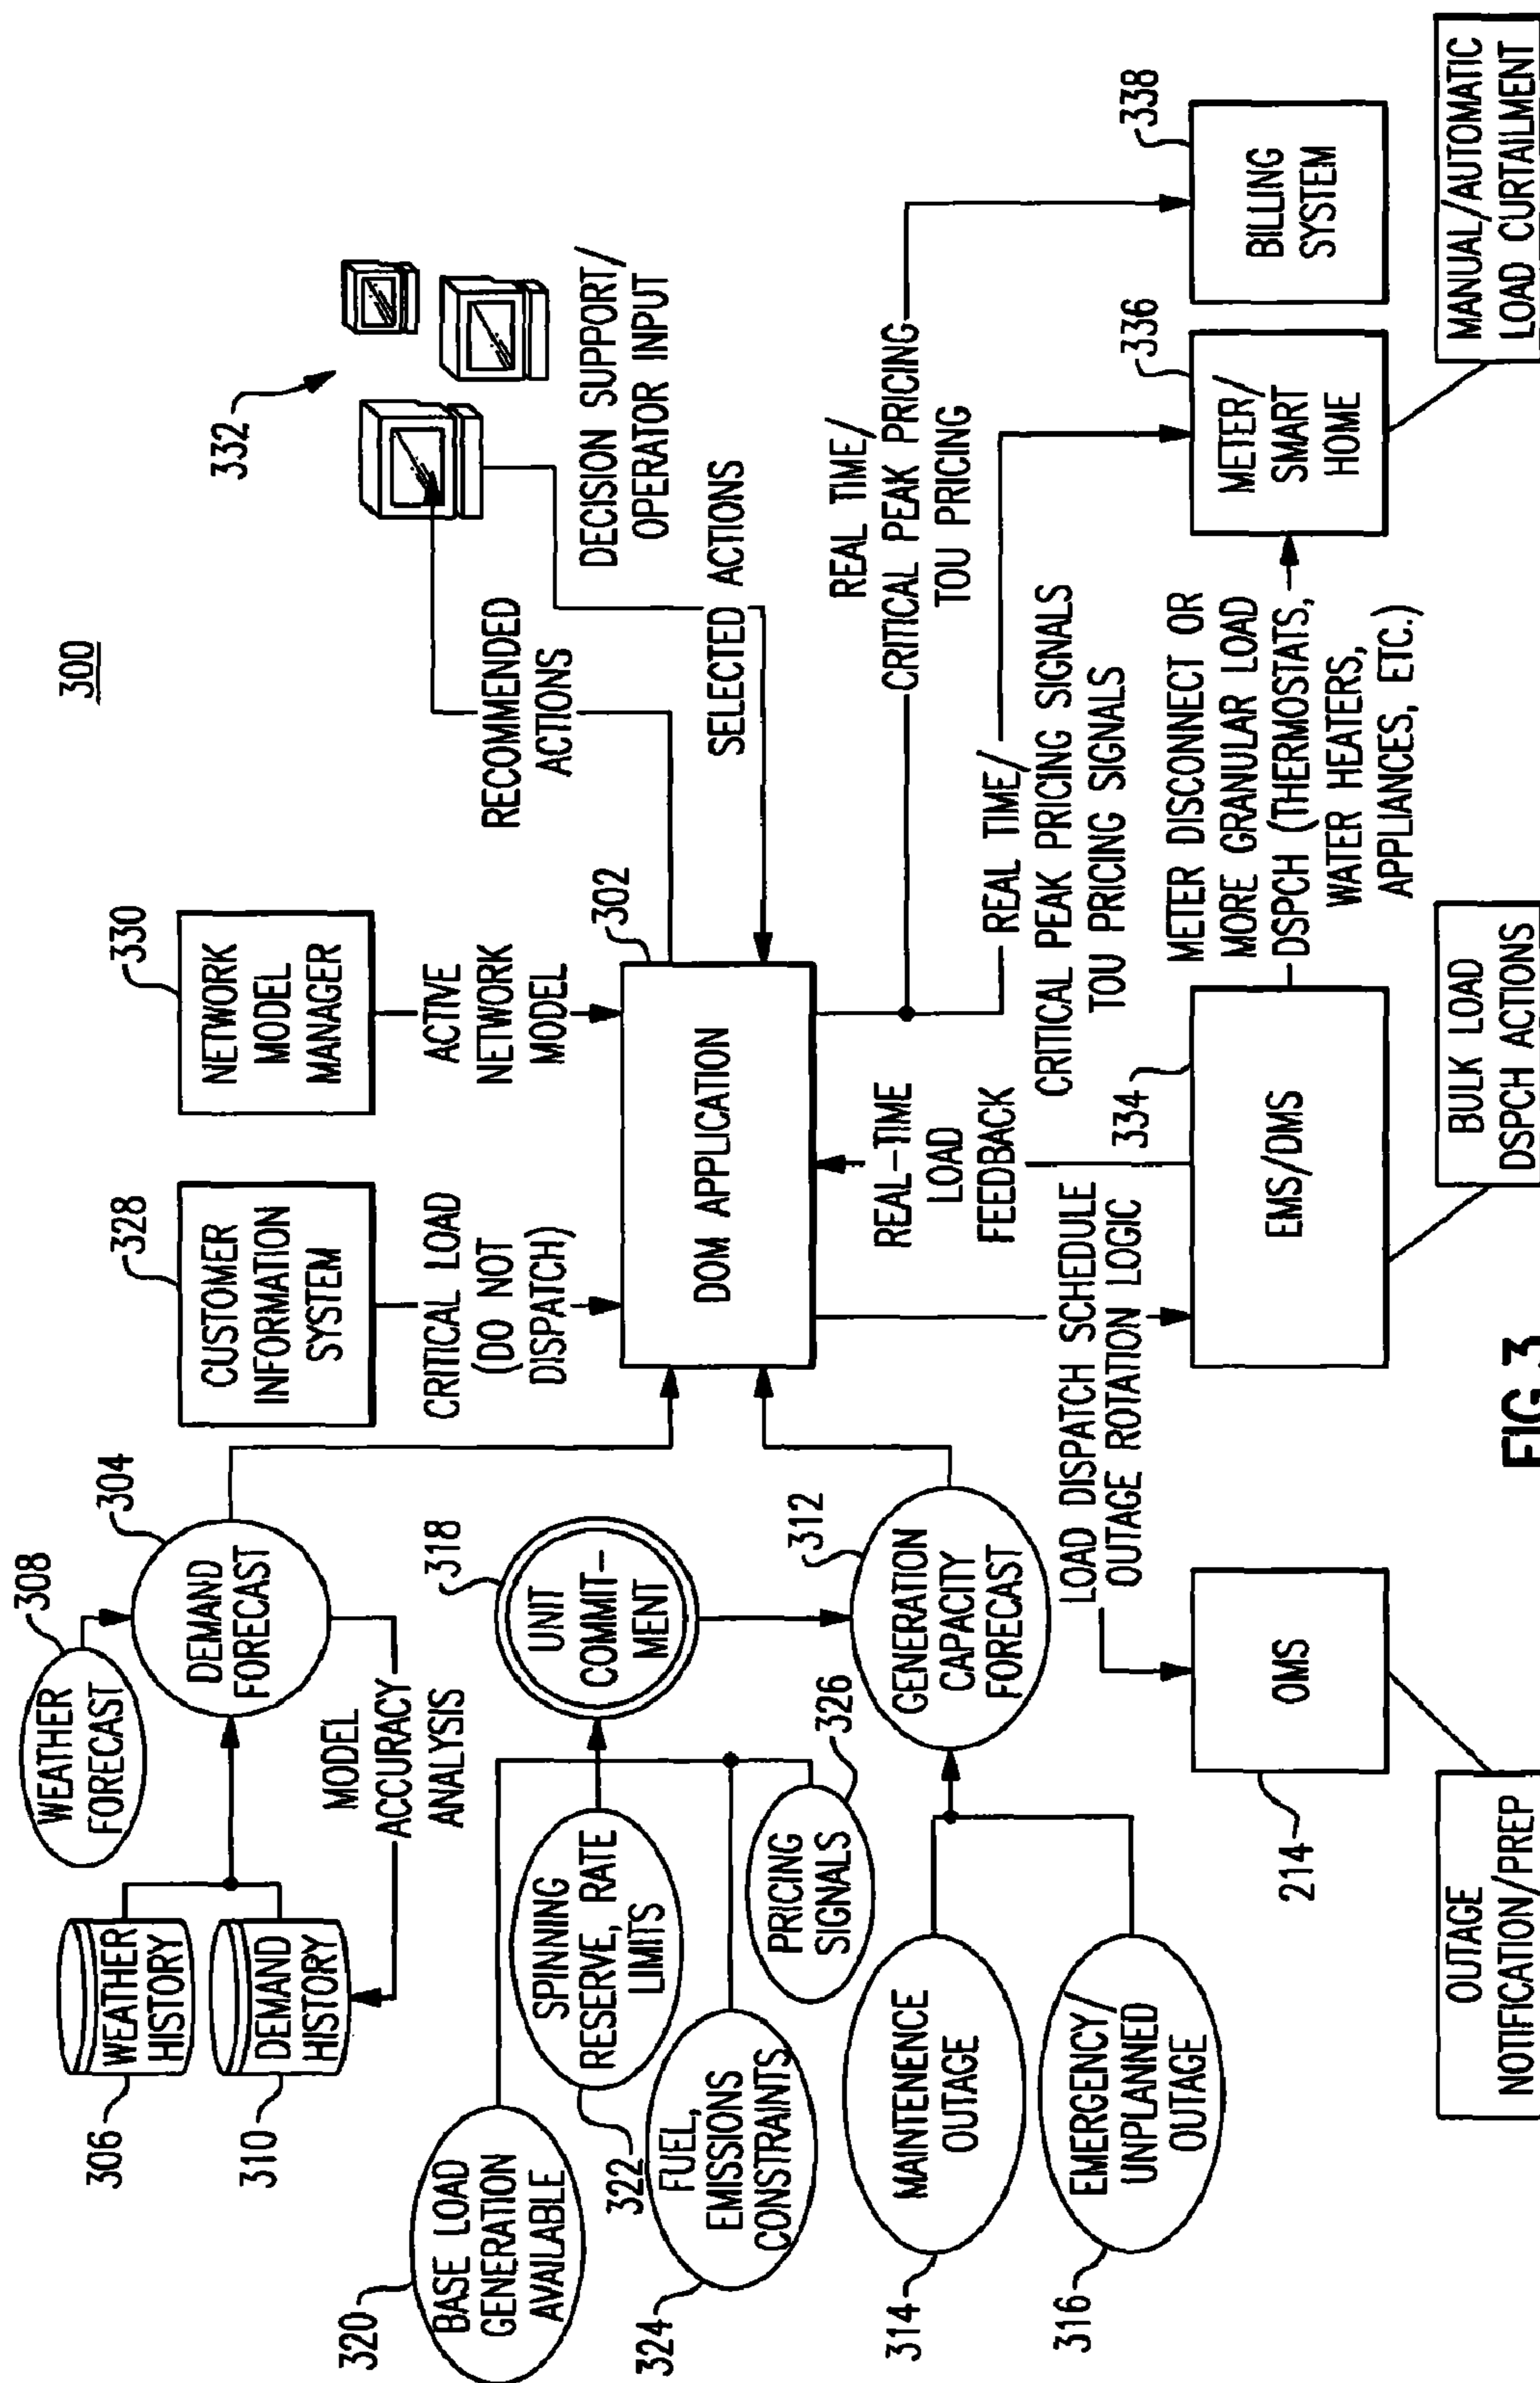 300
308
WEATHER
FORECAST
304
DEMAND
FORECAST
306
WEATHER
HISTORY
310
DEMAND
HISTORY
MODEL
ACCURACY
ANALYSIS
328
CUSTOMER
INFORMATION
SYSTEM
CRITICAL LOAD
(DO NOT
DISPATCH)
330
NETWORK
MODEL
MANAGER
ACTIVE
NETWORK
MODEL
332
RECOMMENDED
ACTIONS
DECISION SUPPORT/
OPERATOR INPUT
SELECTED ACTIONS
320
BASE LOAD
GENERATION
AVAILABLE
322
SPINNING
RESERVE, RATE
LIMITS
324
FUEL,
EMISSIONS
CONSTRAINTS
326
PRICING
SIGNALS
318
UNIT
COMMIT-
MENT
302
DOM APPLICATION
312
GENERATION
CAPACITY
FORECAST
314
MAINTENENCE
OUTAGE
316
EMERGENCY/
UNPLANNED
OUTAGE
REAL-TIME
LOAD
FEEDBACK
LOAD DISPATCH SCHEDULE
OUTAGE ROTATION LOGIC
REAL TIME/
CRITICAL PEAK PRICING
TOU PRICING
REAL TIME/
CRITICAL PEAK PRICING SIGNALS
TOU PRICING SIGNALS
214
OMS
334
EMS/DMS
METER DISCONNECT OR
MORE GRANULAR LOAD
DSPCH (THERMOSTATS,
WATER HEATERS,
APPLIANCES, ETC.)
336
METER/
SMART
HOME
338
BILLING
SYSTEM
OUTAGE
NOTIFICATION/PREP
BULK LOAD
DSPCH ACTIONS
MANUAL/AUTOMATIC
LOAD CURTAILMENT
FIG.3